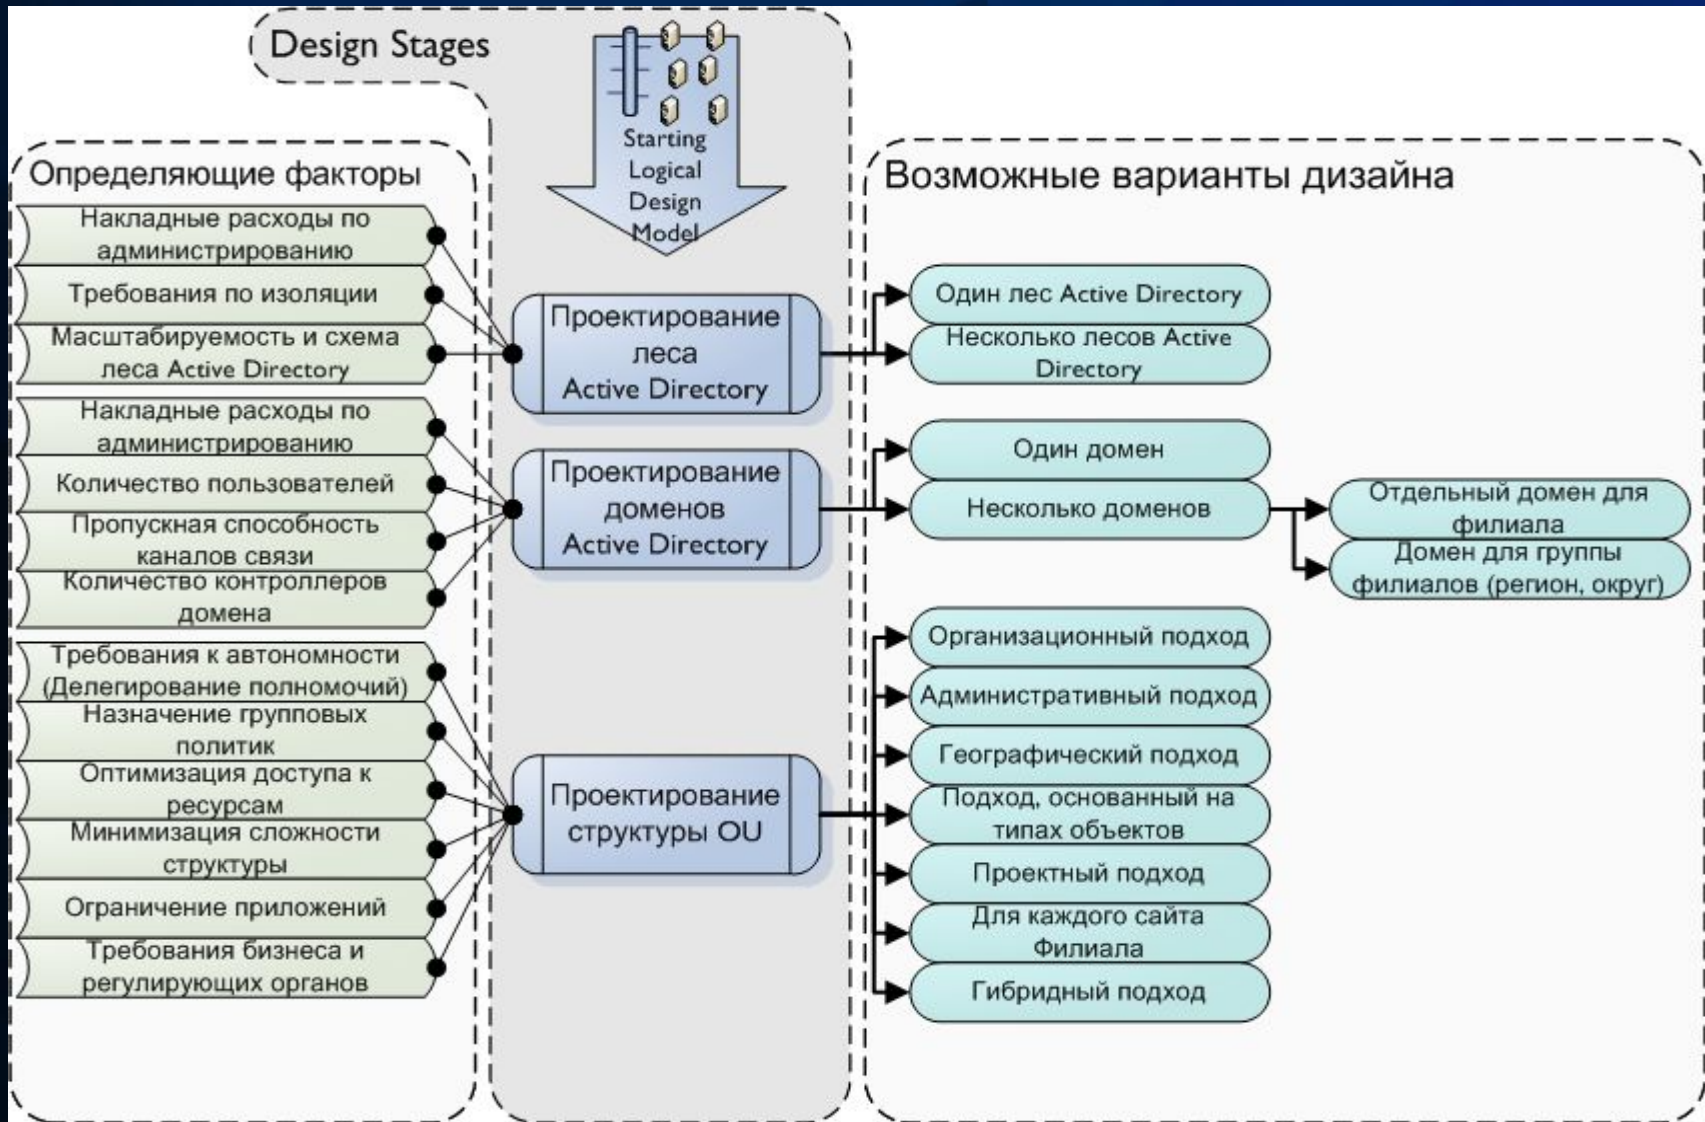 Design Stages
Starting
Logical
Design
Model
Определяющие факторы
Накладные расходы по
администрированию
Требования по изоляции
Масштабируемость и схема
леса Active Directory
Накладные расходы по
администрированию
Количество пользователей
Пропускная способность
каналов связи
Количество контроллеров
домена
Требования к автономности
(Делегирование полномочий)
Назначение групповых
политик
Оптимизация доступа к
ресурсам
Минимизация сложности
структуры
Ограничение приложений
Требования бизнеса и
регулирующих органов
Проектирование
леса
Active Directory
Проектирование
доменов
Active Directory
Проектирование
структуры OU
Возможные варианты дизайна
Один лес Active Directory
Несколько лесов Active
Directory
Один домен
Несколько доменов
Отдельный домен для
филиала
Домен для группы
филиалов (регион, округ)
Организационный подход
Административный подход
Географический подход
Подход, основанный на
типах объектов
Проектный подход
Для каждого сайта
Филиала
Гибридный подход